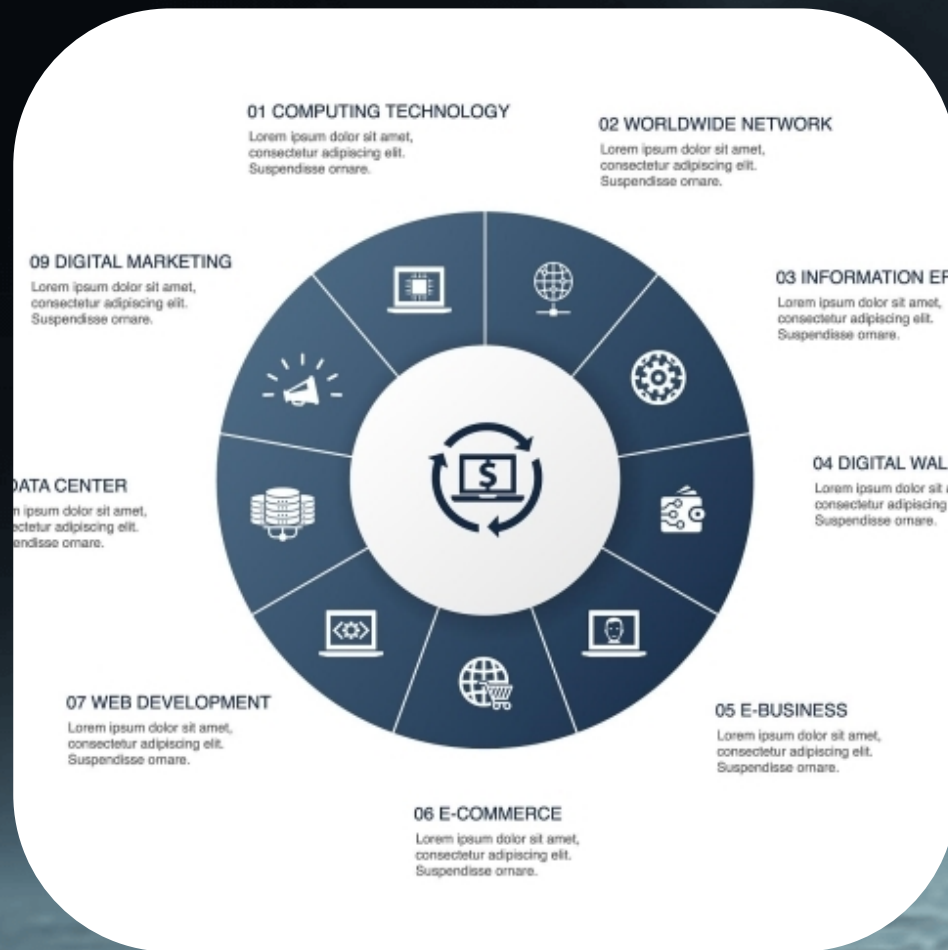 01 COMPUTING TECHNOLOGY
Lorem ipsum dolor sit amet,
consectetur adipiscing elit.
Suspendisse ornare.
02 WORLDWIDE NETWORK
Lorem ipsum dolor sit amet,
consectetur adipiscing elit.
Suspendisse ornare.
03 INFORMATION
Lorem ipsum dolor sit amet,
consectetur adipiscing elit.
Suspendisse ornare.
04 DIGITAL
Lorem ipsum dolor sit
consectetur adipiscing
Suspendisse ornare.
05 E-BUSINESS
Lorem ipsum dolor sit amet,
consectetur adipiscing elit.
Suspendisse ornare.
06 E-COMMERCE
Lorem ipsum dolor sit amet,
consectetur adipiscing elit.
Suspendisse ornare.
07 WEB DEVELOPMENT
Lorem ipsum dolor sit amet,
consectetur adipiscing elit.
Suspendisse ornare.
DATA CENTER
ipsum dolor sit amet,
adipiscing elit.
ornare.
09 DIGITAL MARKETING
Lorem ipsum dolor sit amet,
consectetur adipiscing elit.
Suspendisse ornare.
$